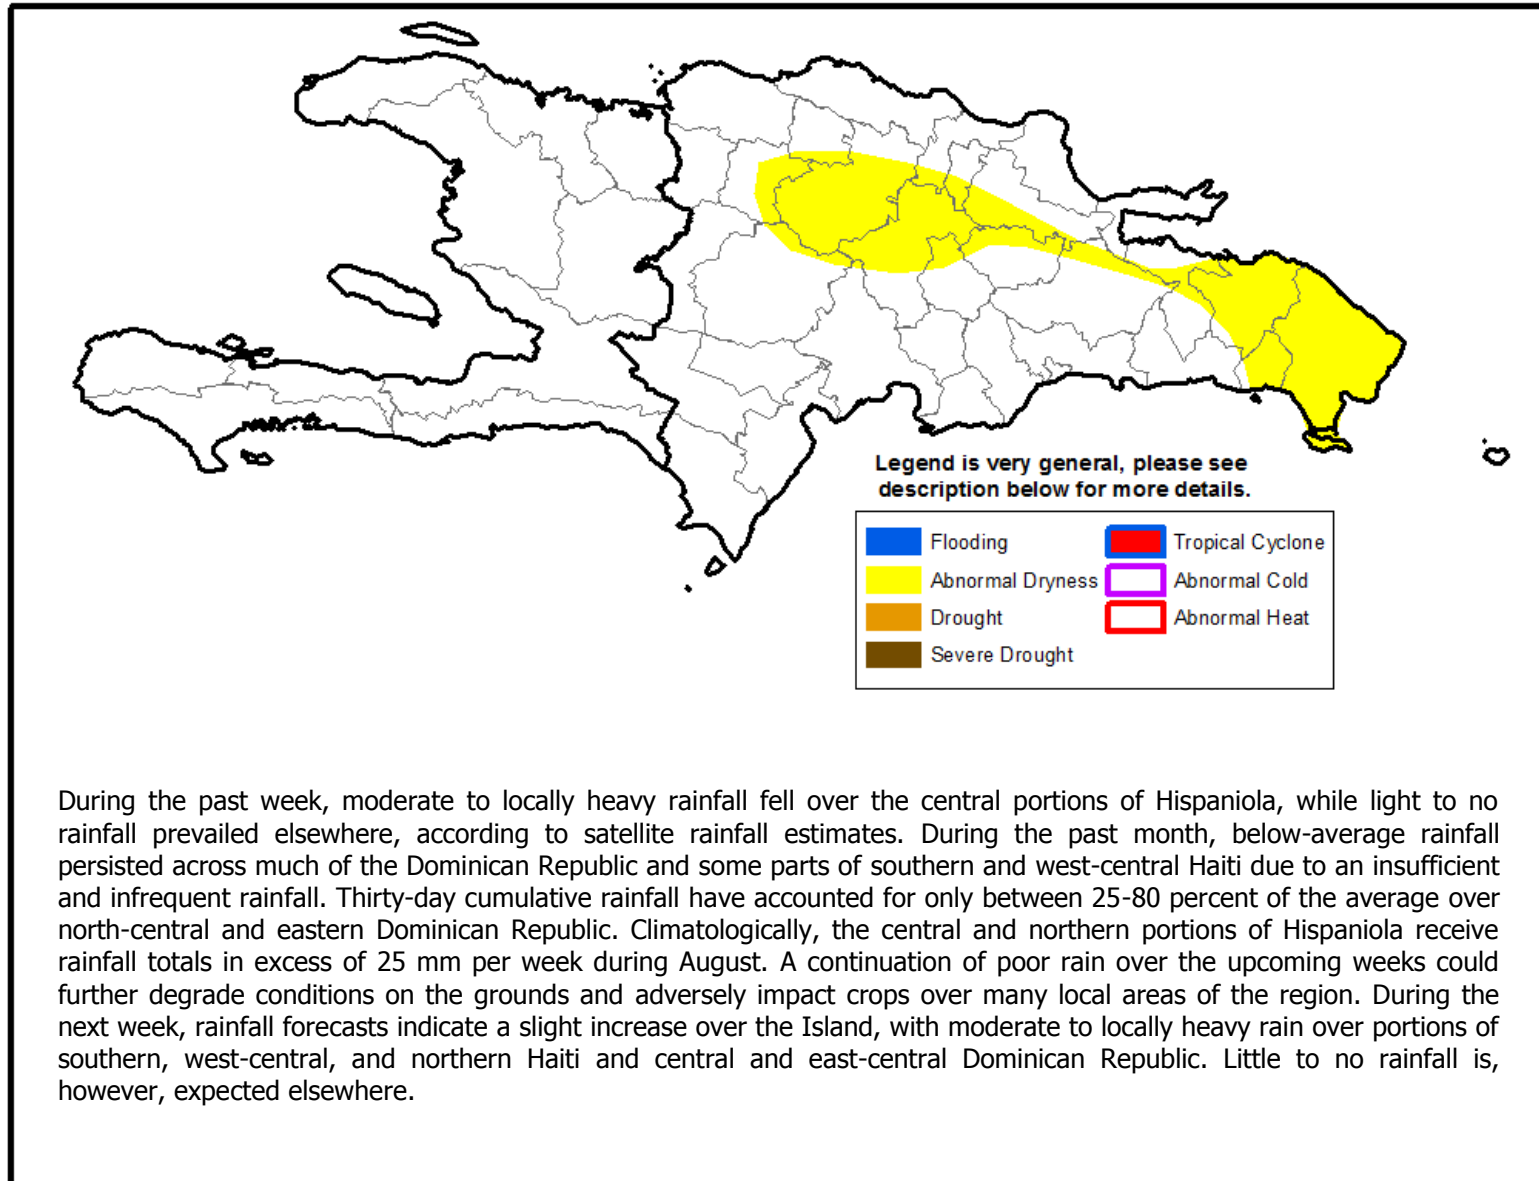 Legend is very general, please see
description below for more details.
Flooding
Tropical Cyclone
Abnormal Dryness
Abnormal Cold
Drought
Abnormal Heat
Severe Drought
During the past week, moderate to locally heavy rainfall fell over the central portions of Hispaniola, while light to no
rainfall prevailed elsewhere, according to satellite rainfall estimates. During the past month, below-average rainfall
persisted across much of the Dominican Republic and some parts of southern and west-central Haiti due to an insufficient
and infrequent rainfall. Thirty-day cumulative rainfall have accounted for only between 25-80 percent of the average over
north-central and eastern Dominican Republic. Climatologically, the central and northern portions of Hispaniola receive
rainfall totals in excess of 25 mm per week during August. A continuation of poor rain over the upcoming weeks could
further degrade conditions on the grounds and adversely impact crops over many local areas of the region. During the
next week, rainfall forecasts indicate a slight increase over the Island, with moderate to locally heavy rain over portions of
southern, west-central, and northern Haiti and central and east-central Dominican Republic. Little to no rainfall is,
however, expected elsewhere.